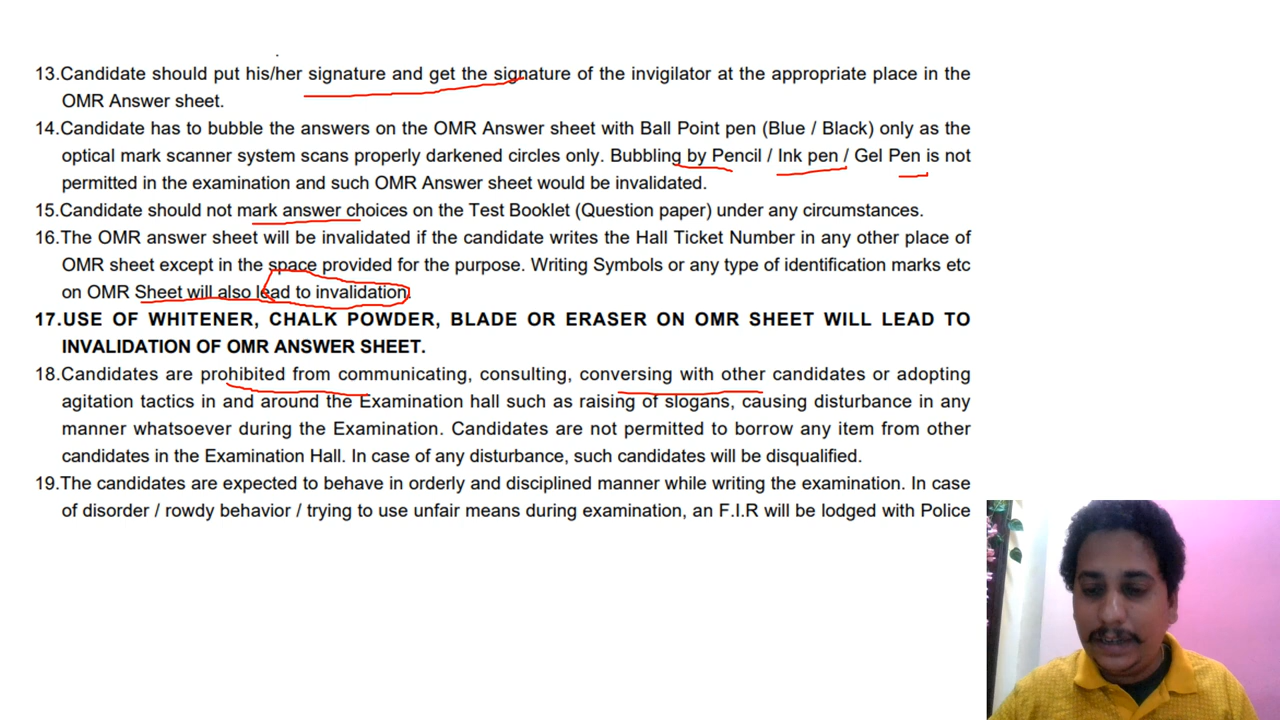 13.Candidate should put his/her signature and get the signature of the invigilator at the appropriate place in the
OMR Answer sheet.
14.Candidate has to bubble the answers on the OMR Answer sheet with Ball Point pen (Blue / Black) only as the
optical mark scanner system scans properly darkened circles only. Bubbling by Pencil / Ink pen / Gel Pen is not
permitted in the examination and such OMR Answer sheet would be invalidated.
15.Candidate should not mark answer choices on the Test Booklet (Question paper) under any circumstances.
16.The OMR answer sheet will be invalidated if the candidate writes the Hall Ticket Number in any other place of
OMR sheet except in the space provided for the purpose. Writing Symbols or any type of identification marks etc
on OMR Sheet will also lead to invalidation.
17.USE OF WHITENER, CHALK POWDER, BLADE OR ERASER ON OMR SHEET WILL LEAD TO
INVALIDATION OF OMR ANSWER SHEET.
18.Candidates are prohibited from communicating, consulting, conversing with other candidates or adopting
agitation tactics in and around the Examination hall such as raising of slogans, causing disturbance in any
manner whatsoever during the Examination. Candidates are not permitted to borrow any item from other
candidates in the Examination Hall. In case of any disturbance, such candidates will be disqualified.
19.The candidates are expected to behave in orderly and disciplined manner while writing the examination. In case
of disorder / rowdy behavior / trying to use unfair means during examination, an F.I.R will be lodged with Police